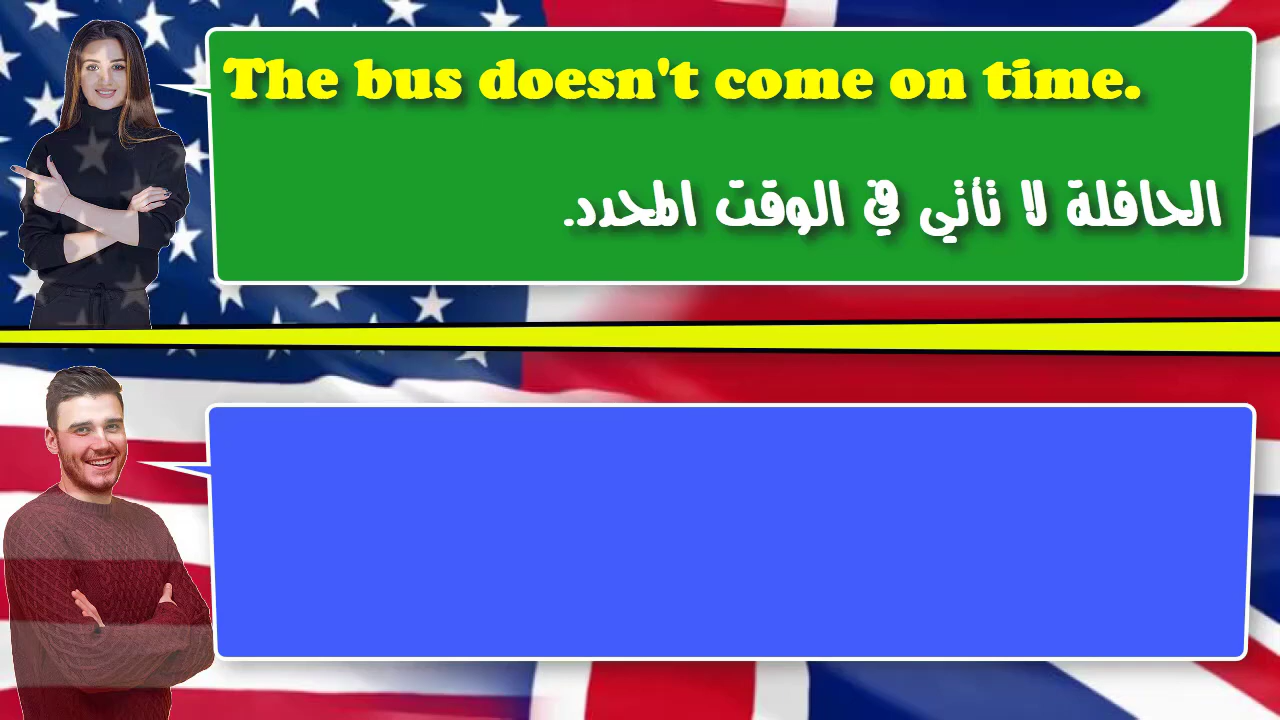 The bus doesn't come on time.
الحافلة لا تأتي في الوقت المحدد.